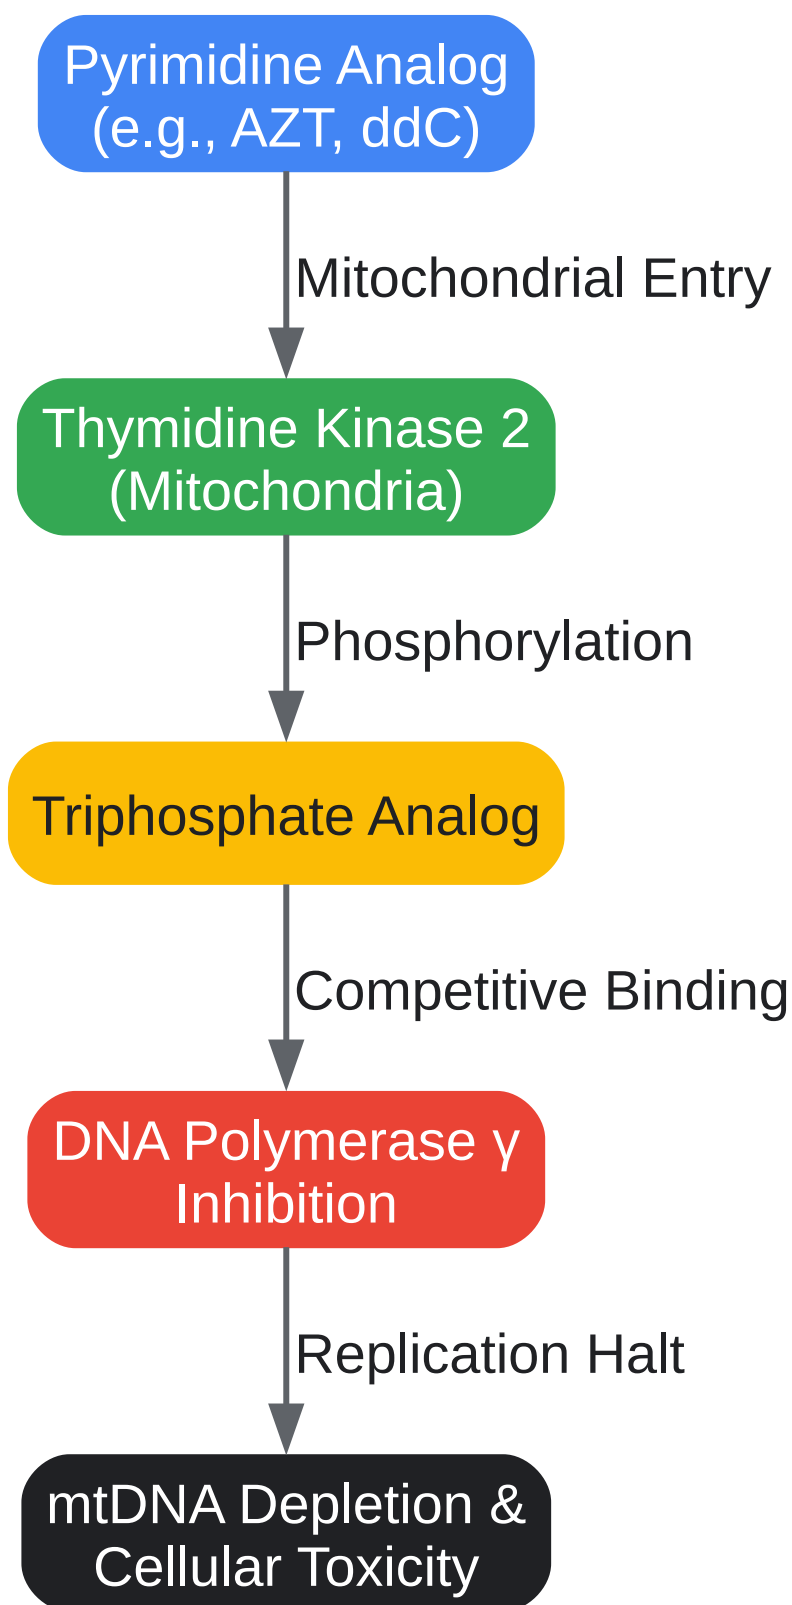 Pyrimidine Analog
(e.g., AZT, ddC)
Mitochondrial Entry
Thymidine Kinase 2
(Mitochondria)
Phosphorylation
Triphosphate Analog
Competitive Binding
DNA Polymerase γ
Inhibition
Replication Halt
mtDNA Depletion &
Cellular Toxicity